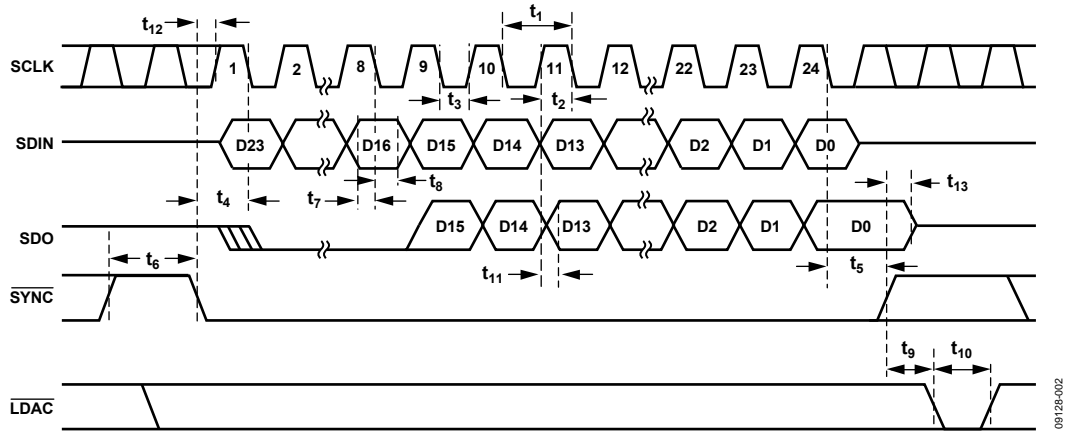 t12
t1
SCLK
1 2 8 9 10 11 12 22 23 24
t3
t2
SDIN
D23 D16 D15 D14 D13 D2 D1 D0
t4
t7
t8
t13
SDO
D15 D14 D13 D2 D1 D0
t6
t11
t5
SYNC
t9
t10
LDAC
09128-002